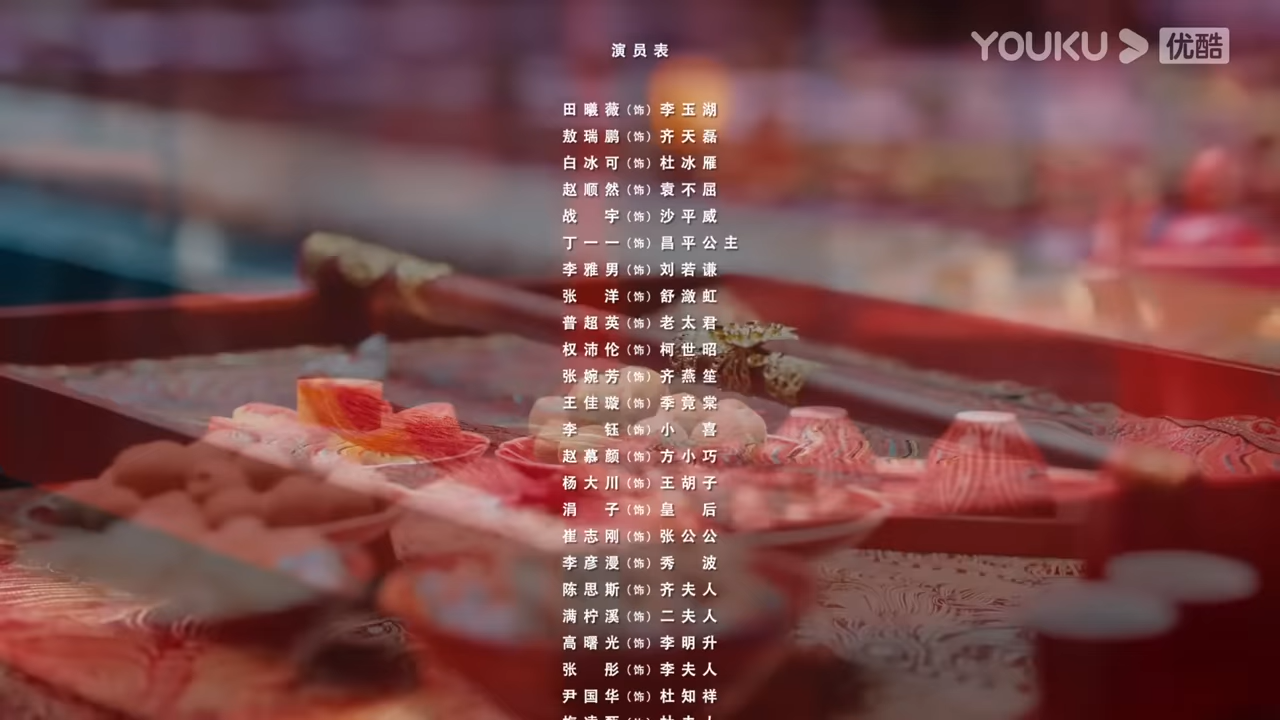 演员表
YOUKU 优酷
田曦薇（饰）李玉湖
敖瑞鹏（饰）齐天磊
白冰可（饰）杜冰雁
赵顺然（饰）袁不屈
战 宇（饰）沙平威
丁一一（饰）昌平公主
李雅男（饰）刘若谦
张 洋（饰）舒潋虹
普超英（饰）老太君
权沛伦（饰）柯世昭
张婉芳（饰）齐燕笙
王佳璇（饰）季竟棠
李 钰（饰）小 喜
赵慕颜（饰）方小巧
杨大川（饰）王胡子
涓 子（饰）皇 后
崔志刚（饰）张公公
李彦漫（饰）秀 波
陈思斯（饰）齐夫人
满柠溪（饰）二夫人
高曙光（饰）李明升
张 彤（饰）李夫人
尹国华（饰）杜知祥